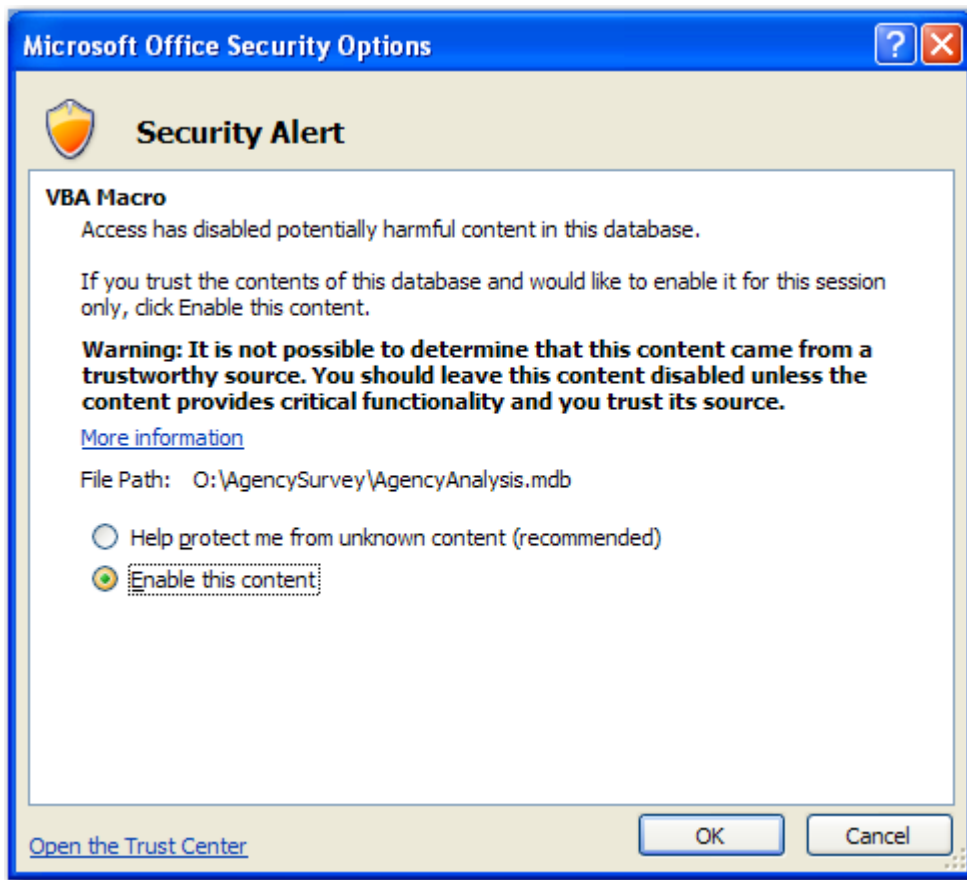 Microsoft Office Security Options
Security Alert
VBA Macro
Access has disabled potentially harmful content in this database.
If you trust the contents of this database and would like to enable it for this session
only, click Enable this content.
Warning: It is not possible to determine that this content came from a
trustworthy source. You should leave this content disabled unless the
content provides critical functionality and you trust its source.
More information
File Path: O:\AgencySurvey\AgencyAnalysis.mdb
Help protect me from unknown content (recommended)
Enable this content
Open the Trust Center
OK
Cancel